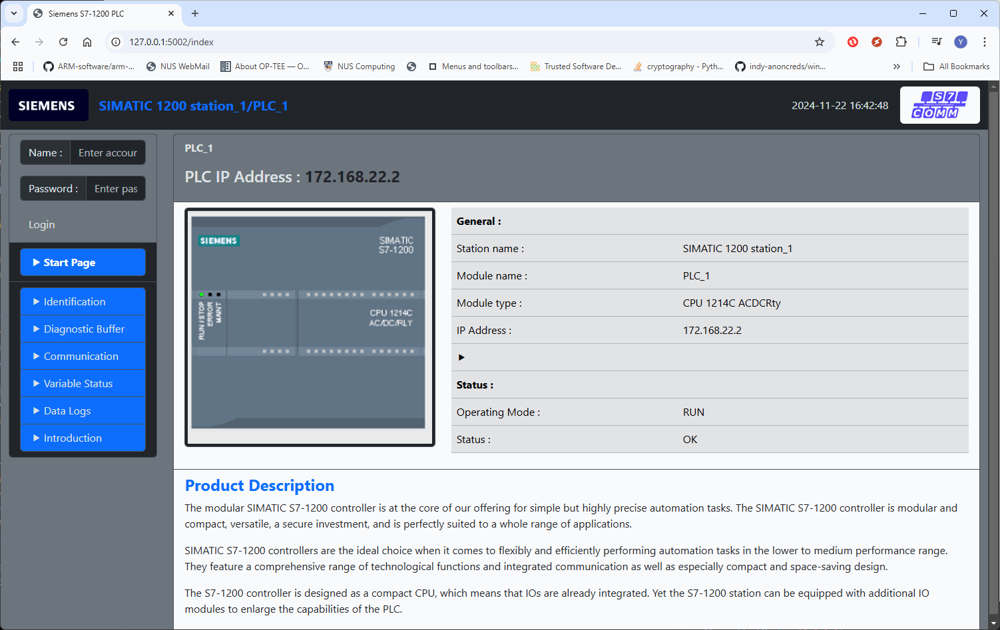 Siemens S7-1200 PLC
127.0.0.1:5002/index
Y
ARM-software/arm-...
NUS WebMail
About OP-TEE — O...
NUS Computing
Menus and toolbars...
Trusted Software De...
cryptography - Pyth...
indy-anoncreds/win...
All Bookmarks
SIEMENS
SIMATIC 1200 station_1/PLC_1
2024-11-22 16:42:48
S7
COMM
Name :
Enter accour
Password :
Enter pas
Login
Start Page
Identification
Diagnostic Buffer
Communication
Variable Status
Data Logs
Introduction
PLC_1
PLC IP Address : 172.168.22.2
SIEMENS
SIMATIC
S7-1200
RUN / STOP
ERROR
MAINT
CPU 1214C
AC/DC/RLY
General :
Station name : SIMATIC 1200 station_1
Module name : PLC_1
Module type : CPU 1214C ACDCRty
IP Address : 172.168.22.2
Status :
Operating Mode : RUN
Status : OK
Product Description
The modular SIMATIC S7-1200 controller is at the core of our offering for simple but highly precise automation tasks. The SIMATIC S7-1200 controller is modular and
compact, versatile, a secure investment, and is perfectly suited to a whole range of applications.
SIMATIC S7-1200 controllers are the ideal choice when it comes to flexibly and efficiently performing automation tasks in the lower to medium performance range.
They feature a comprehensive range of technological functions and integrated communication as well as especially compact and space-saving design.
The S7-1200 controller is designed as a compact CPU, which means that IOs are already integrated. Yet the S7-1200 station can be equipped with additional IO
modules to enlarge the capabilities of the PLC.